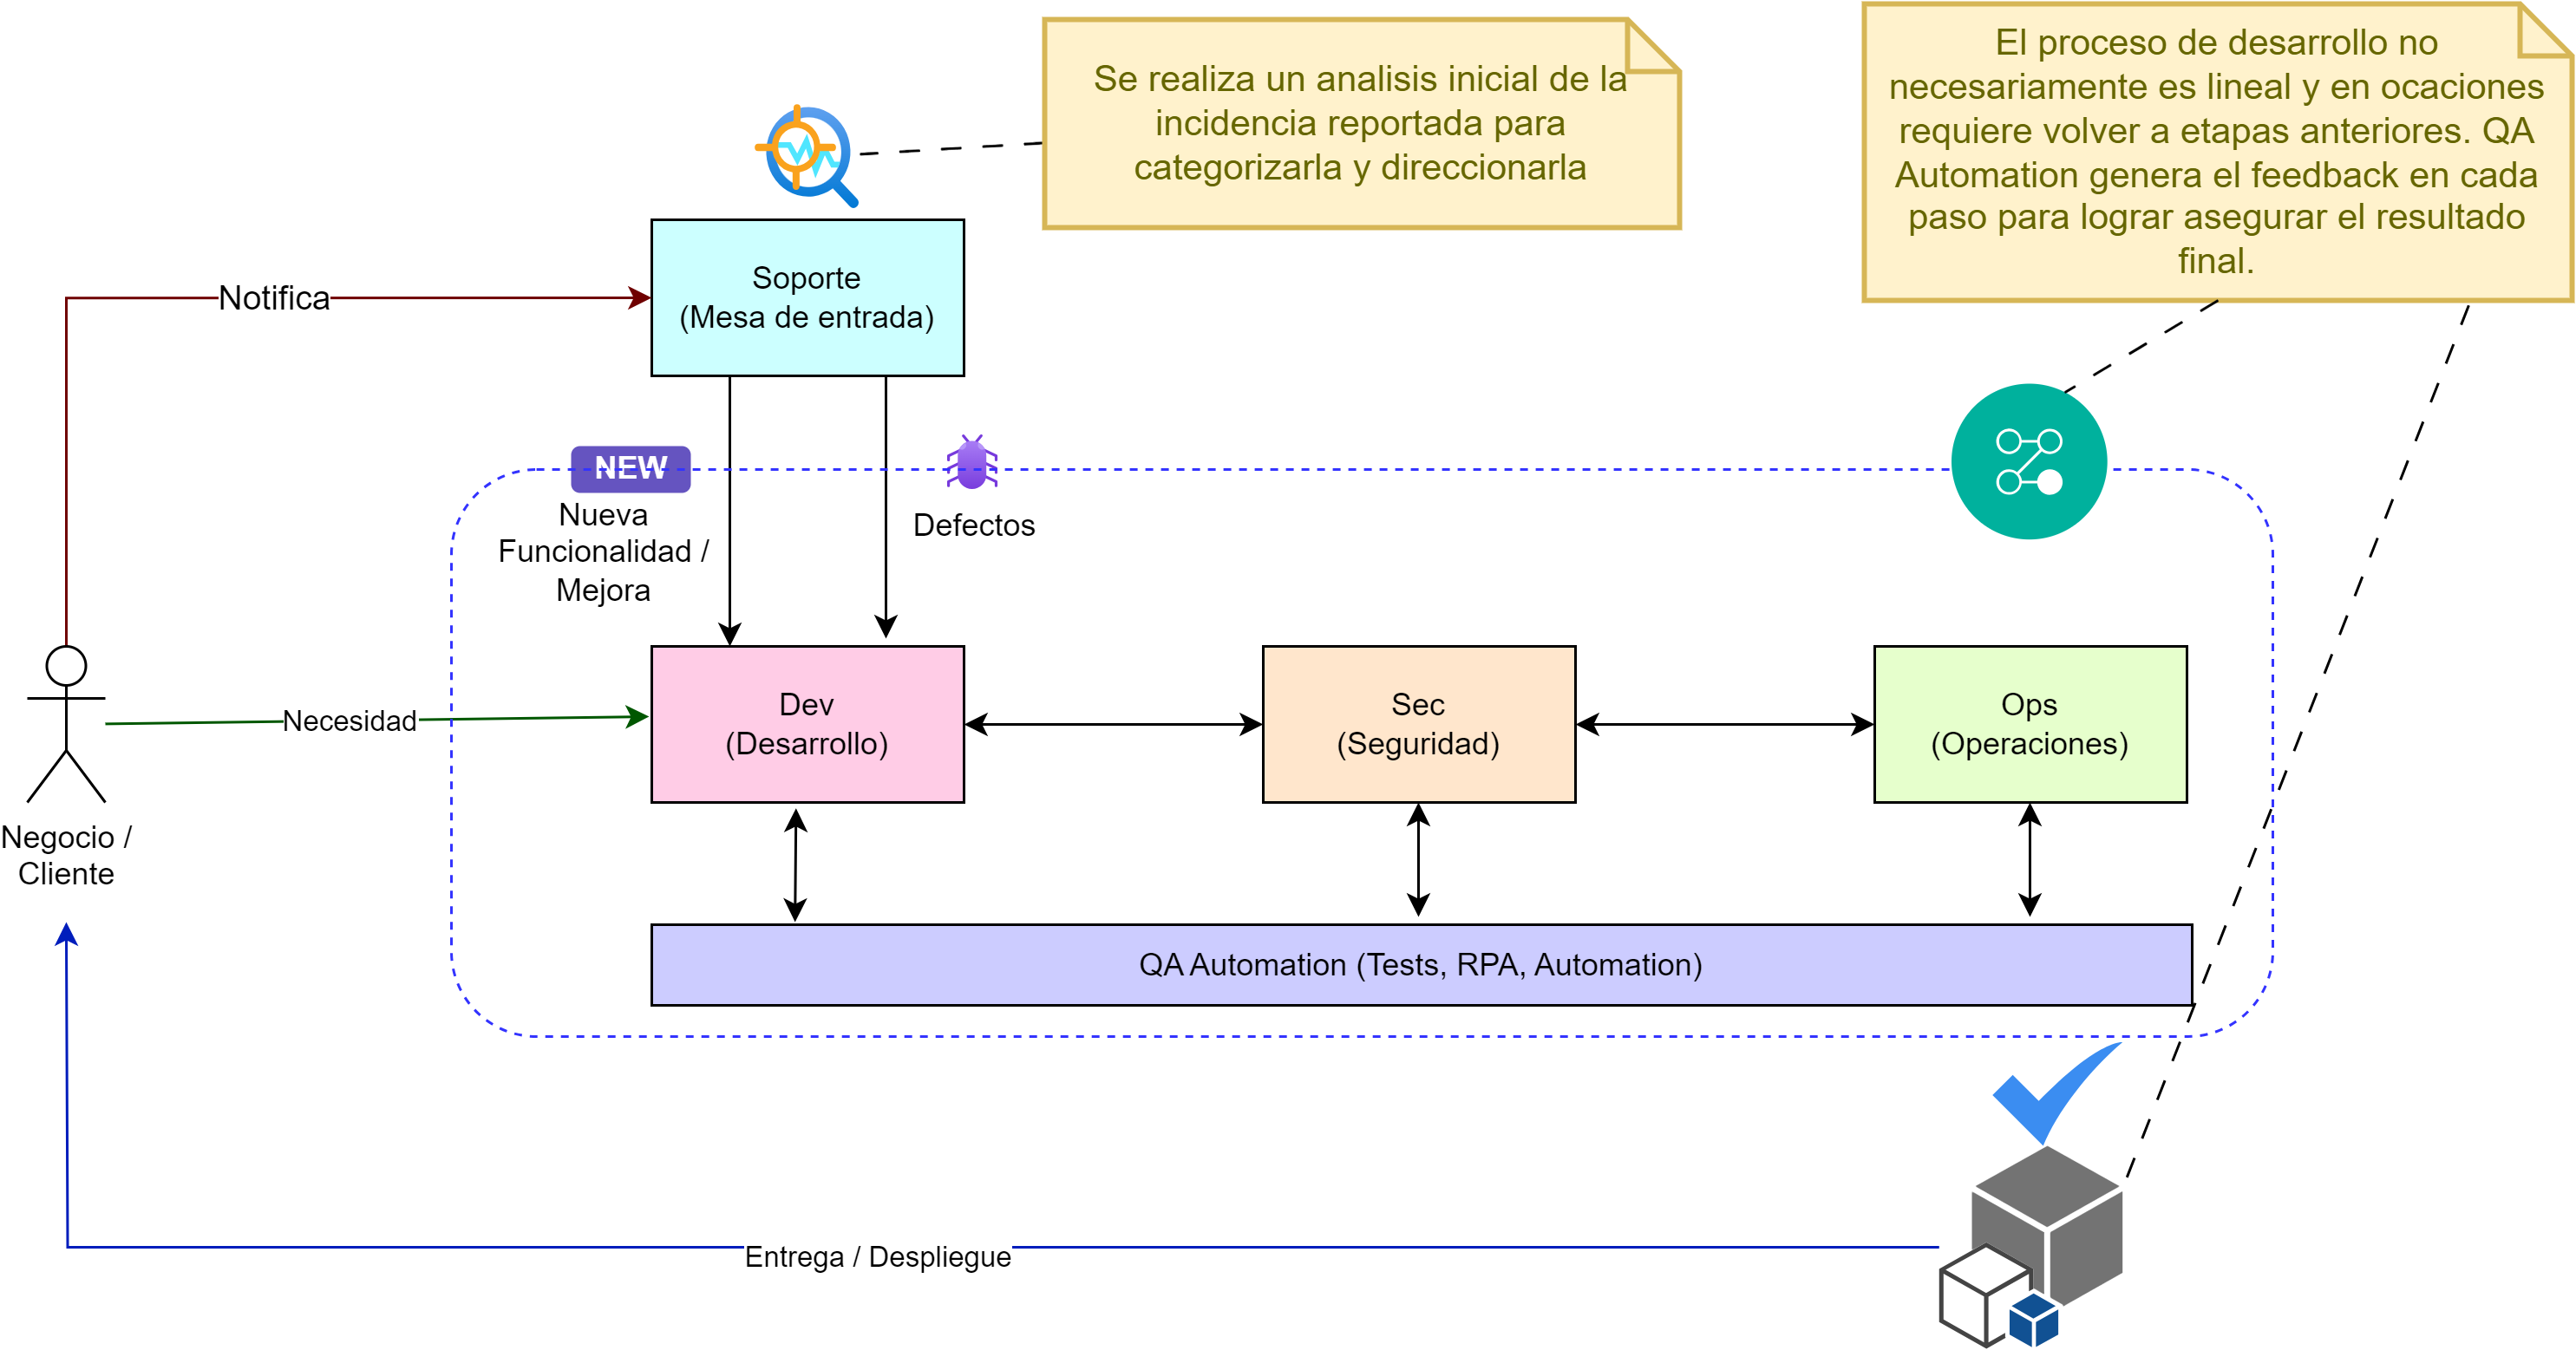 Se realiza un analisis inicial de la
incidencia reportada para
categorizarla y direccionarla
El proceso de desarrollo no
necesariamente es lineal y en ocaciones
requiere volver a etapas anteriores. QA
Automation genera el feedback en cada
paso para lograr asegurar el resultado
final.
Notifica
Soporte
(Mesa de entrada)
NEW
Nueva
Funcionalidad /
Mejora
Defectos
Necesidad
Negocio /
Cliente
Dev
(Desarrollo)
Sec
(Seguridad)
Ops
(Operaciones)
QA Automation (Tests, RPA, Automation)
Entrega / Despliegue